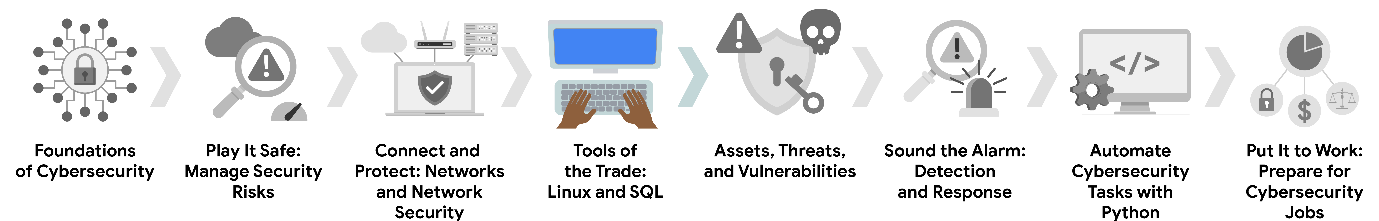 </>
$
Foundations
of Cybersecurity
Play It Safe:
Manage Security
Risks
Connect and
Protect: Networks
and Network
Security
Tools of
the Trade:
Linux and SQL
Assets, Threats,
and Vulnerabilities
Sound the Alarm:
Detection
and Response
Automate
Cybersecurity
Tasks with
Python
Put It to Work:
Prepare for
Cybersecurity
Jobs